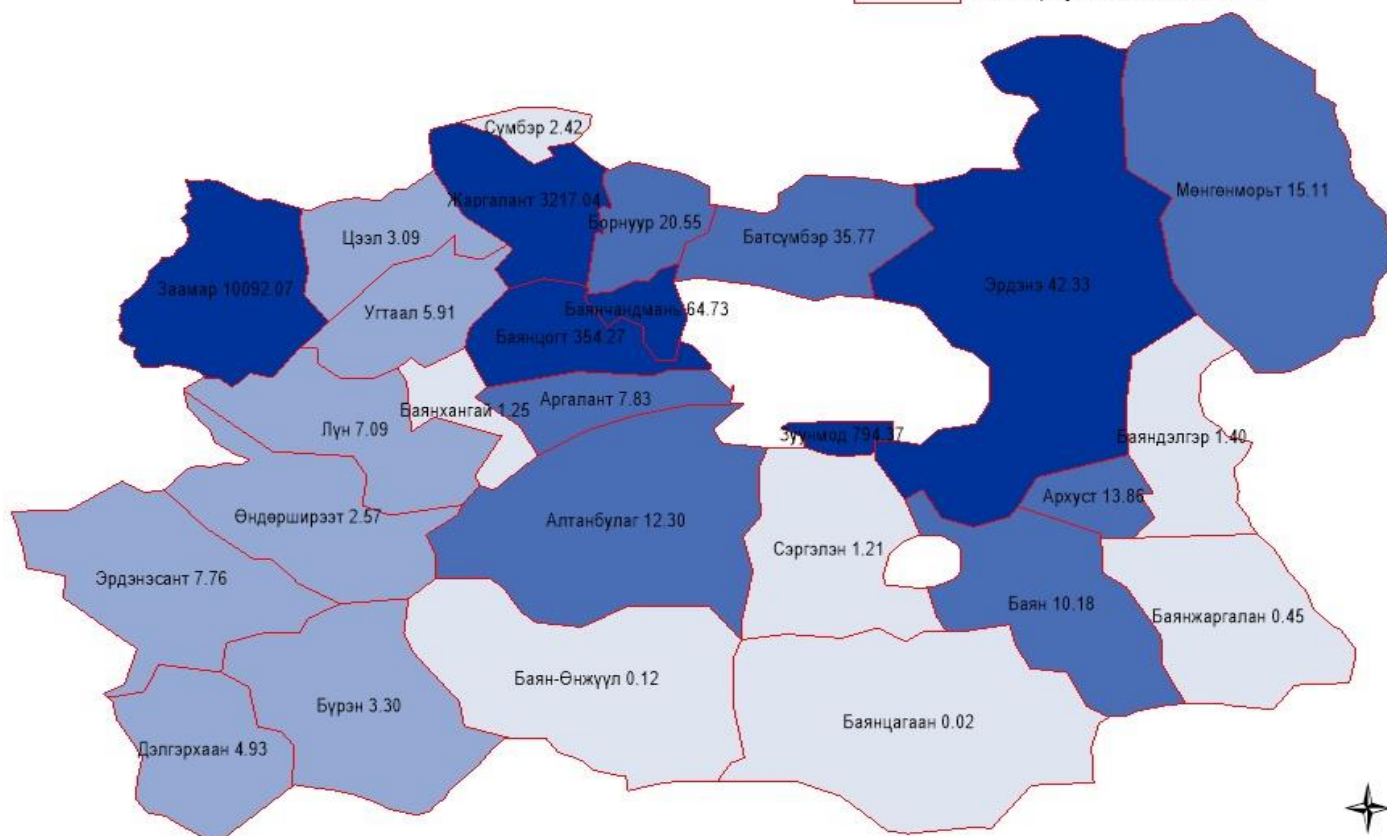 Сүмбэр 2.42
Жаргалант 3217.04
Мөнгөнморьт 15.11
Борнуур 20.55
Батсүмбэр 35.77
Цээл 3.09
Заамар 10092.07
Эрдэнэ 42.33
Угтаал 5.91
Баянчандмань 64.73
Баянцогт 354.27
Аргалант 7.83
Баянхангай 1.25
Лүн 7.09
Зуунмод 794.37
Баяндэлгэр 1.40
Архуст 13.86
Өндөрширээт 2.57
Алтанбулаг 12.30
Сэргэлэн 1.21
Эрдэнэсант 7.76
Баян 10.18
Баянжаргалан 0.45
Баян-Өнжүүл 0.12
Бүрэн 3.30
Баянцагаан 0.02
Дэлгэрхаан 4.93